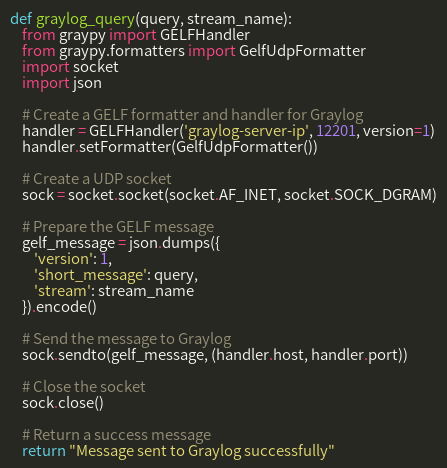 def graylog_query(query, stream_name):
    from graypy import GELFHandler
    from graypy.formatters import GelfUdpFormatter
    import socket
    import json

    # Create a GELF formatter and handler for Graylog
    handler = GELFHandler('graylog-server-ip', 12201, version=1)
    handler.setFormatter(GelfUdpFormatter())

    # Create a UDP socket
    sock = socket.socket(socket.AF_INET, socket.SOCK_DGRAM)

    # Prepare the GELF message
    gelf_message = json.dumps({
        'version': 1,
        'short_message': query,
        'stream': stream_name
    }).encode()

    # Send the message to Graylog
    sock.sendto(gelf_message, (handler.host, handler.port))

    # Close the socket
    sock.close()

    # Return a success message
    return "Message sent to Graylog successfully"